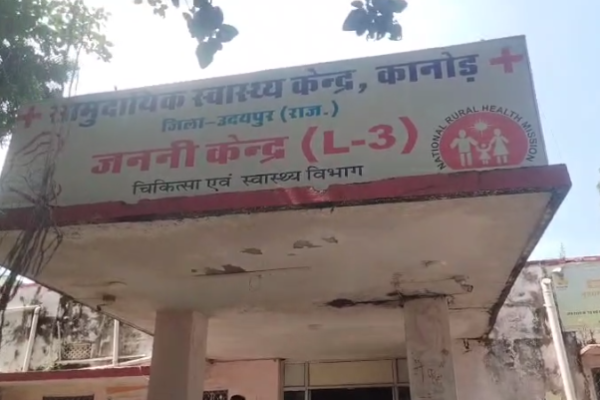 सामुदायिक स्वास्थ्य केन्द्र, कानोड़
जिला-उदयपुर (राज.)
जननी केन्द्र (L-3)
चिकित्सा एवं स्वास्थ्य विभाग
NATIONAL RURAL HEALTH MISSION